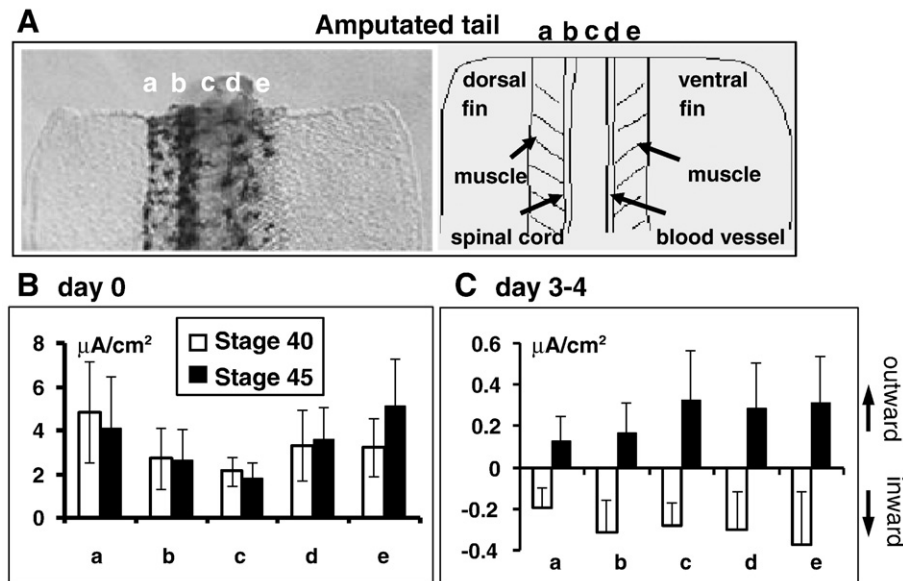 A
Amputated tail
a b c d e
a b c d e
dorsal fin
ventral fin
muscle
muscle
spinal cord
blood vessel
B day 0
μA/cm²
8
6
4
2
0
Stage 40
Stage 45
a b c d e
C day 3-4
μA/cm²
0.6
0.4
0.2
0
-0.2
-0.4
a b c d e
outward
inward